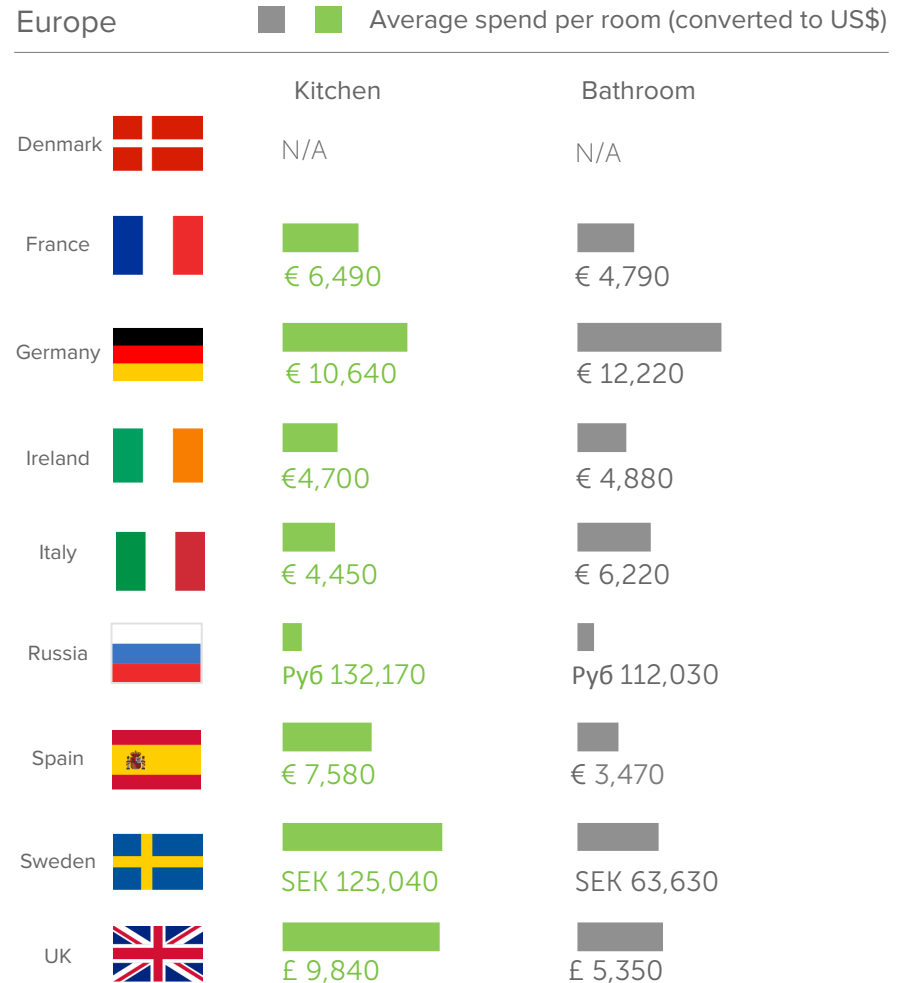 Europe
Average spend per room (converted to US$)
Kitchen Bathroom
Denmark N/A N/A
France
€ 6,490 € 4,790
Germany
€ 10,640 € 12,220
Ireland
€4,700 € 4,880
Italy
€ 4,450 € 6,220
Russia
Руб 132,170 Руб 112,030
Spain
€ 7,580 € 3,470
Sweden
SEK 125,040 SEK 63,630
UK
£ 9,840 £ 5,350